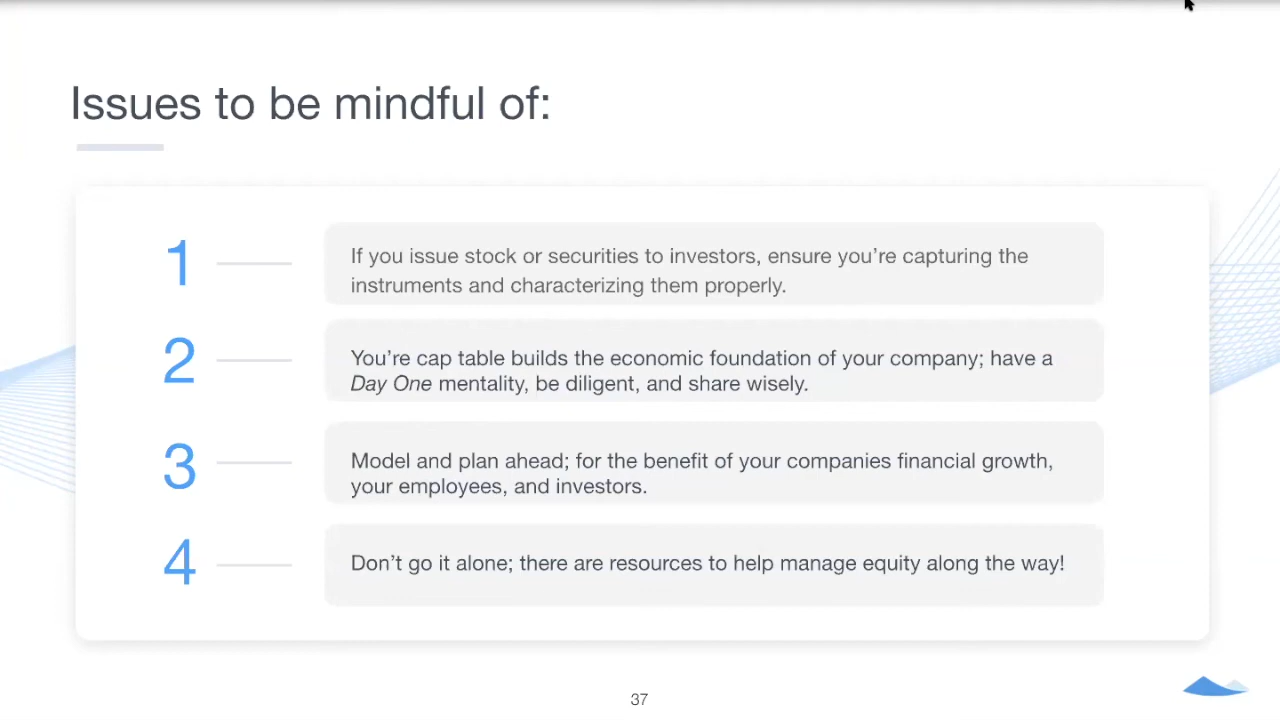 Issues to be mindful of:
1
If you issue stock or securities to investors, ensure you’re capturing the
instruments and characterizing them properly.
2
You’re cap table builds the economic foundation of your company; have a
Day One mentality, be diligent, and share wisely.
3
Model and plan ahead; for the benefit of your companies financial growth,
your employees, and investors.
4
Don’t go it alone; there are resources to help manage equity along the way!
37